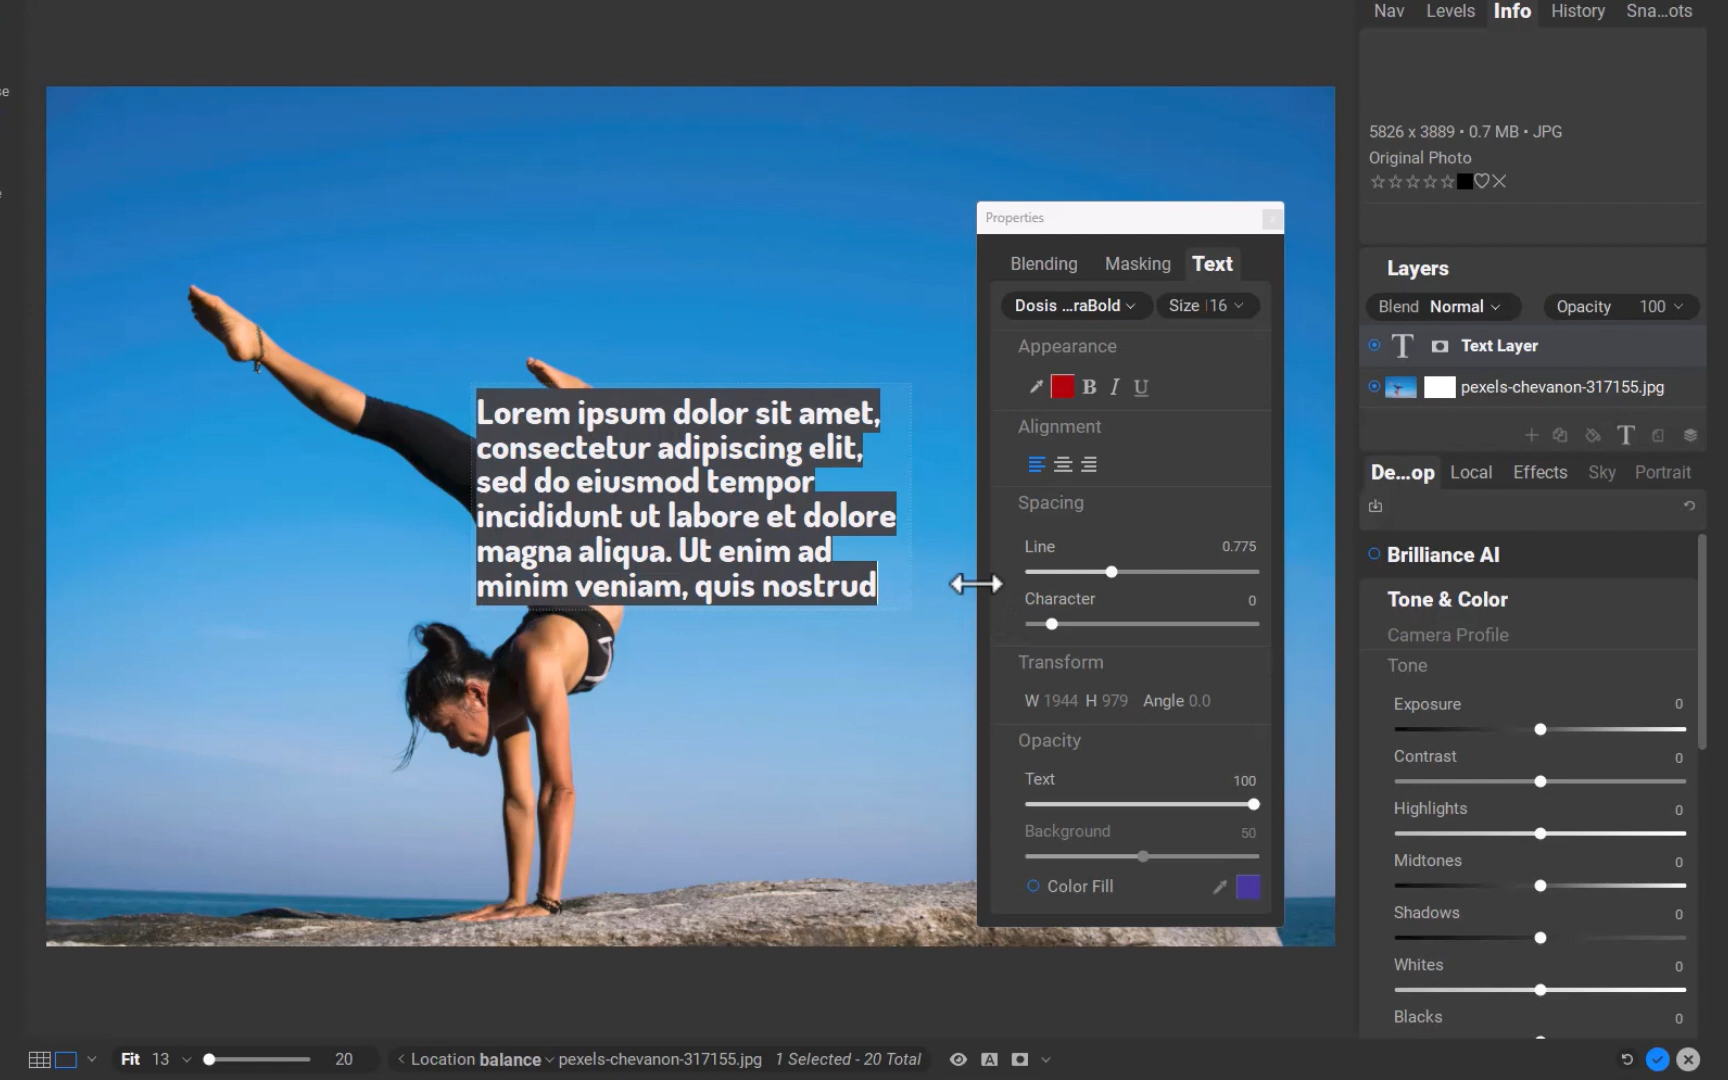 Nav Levels Info History Sna...ots
se
5826 x 3889 • 0.7 MB • JPG
Original Photo
Properties
Blending Masking Text
Dosis ...raBold Size 16
Appearance
B I U
Alignment
Spacing
Line 0.775
Character 0
Transform
W 1944 H 979 Angle 0.0
Opacity
Text 100
Background 50
Color Fill
Lorem ipsum dolor sit amet,
consectetur adipiscing elit,
sed do eiusmod tempor
incididunt ut labore et dolore
magna aliqua. Ut enim ad
minim veniam, quis nostrud
Layers
Blend Normal Opacity 100
T Text Layer
pexels-chevanon-317155.jpg
T
De...op Local Effects Sky Portrait
Brilliance AI
Tone & Color
Camera Profile
Tone
Exposure 0
Contrast 0
Highlights 0
Midtones 0
Shadows 0
Whites 0
Blacks 0
Fit 13 20 Location balance pexels-chevanon-317155.jpg 1 Selected - 20 Total A